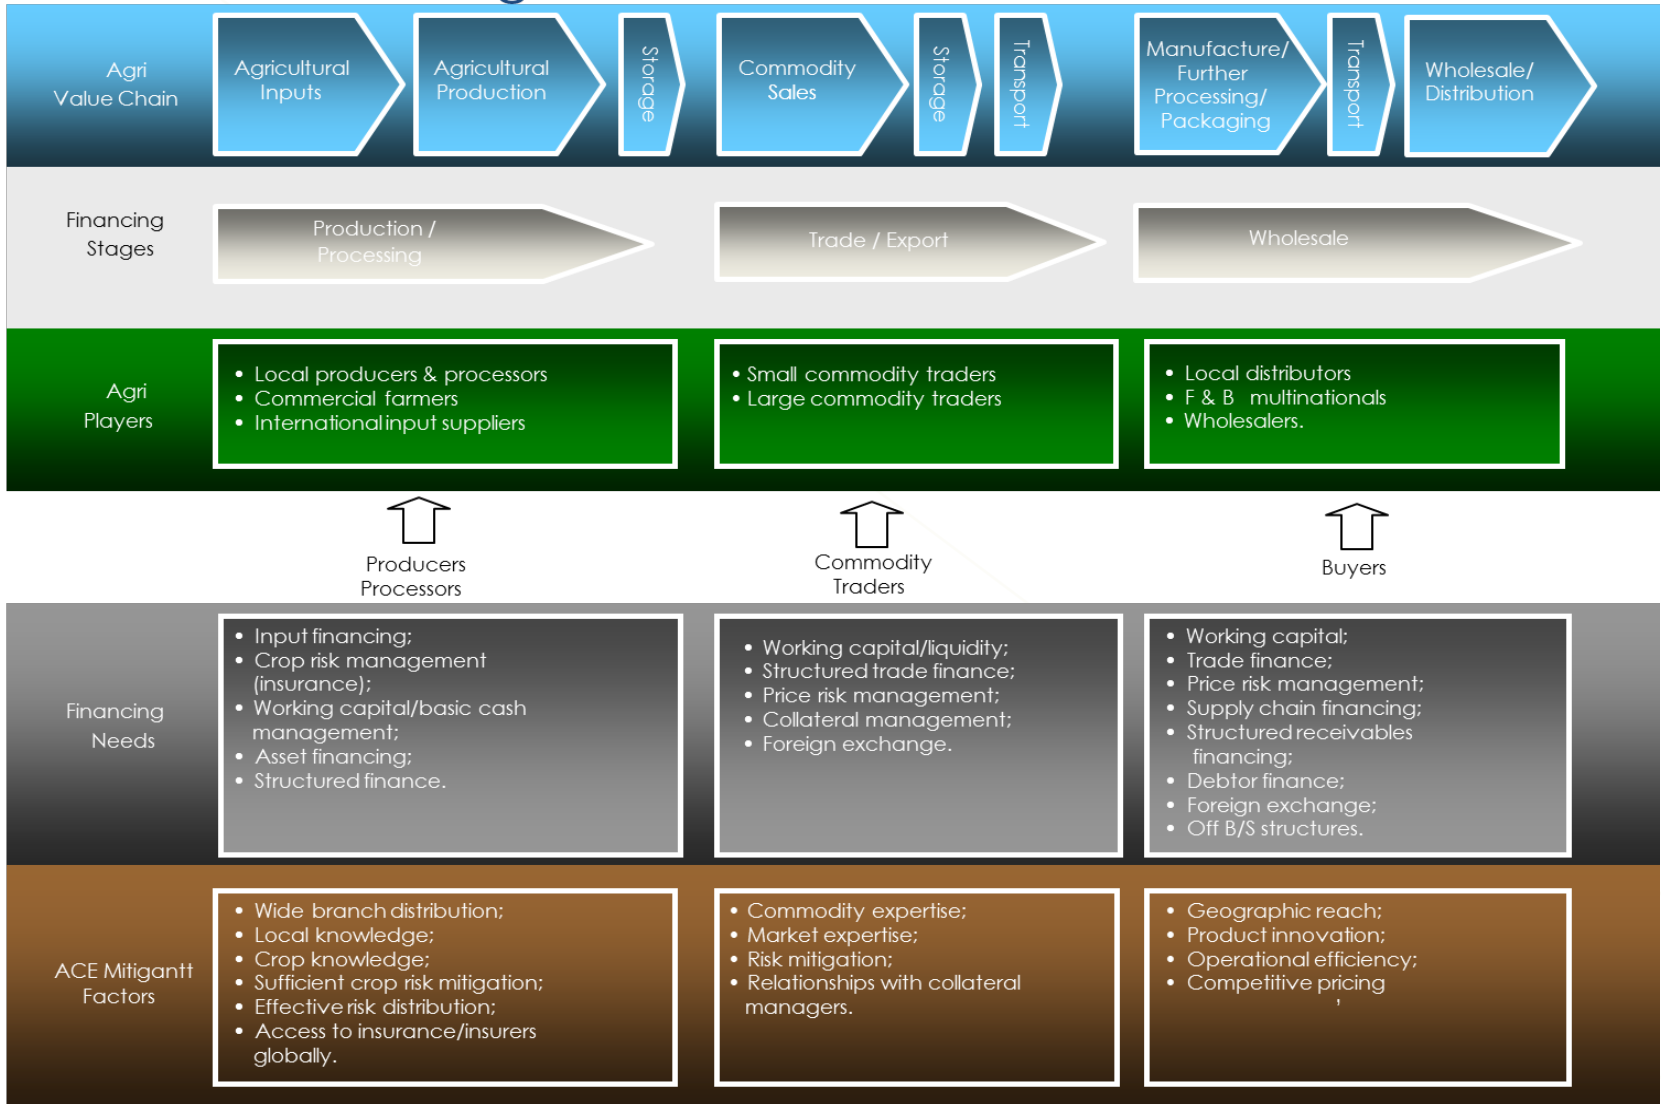 Agri
Value Chain
Agricultural
Inputs
Agricultural
Production
Storage
Commodity
Sales
Storage
Transport
Manufacture/
Further
Processing/
Packaging
Transport
Wholesale/
Distribution
Financing
Stages
Production /
Processing
Trade / Export
Wholesale
Agri
Players
• Local producers & processors
• Commercial farmers
• International input suppliers
• Small commodity traders
• Large commodity traders
• Local distributors
• F & B multinationals
• Wholesalers.
Producers
Processors
Commodity
Traders
Buyers
Financing
Needs
• Input financing;
• Crop risk management
(insurance);
• Working capital/basic cash
management;
• Asset financing;
• Structured finance.
• Working capital/liquidity;
• Structured trade finance;
• Price risk management;
• Collateral management;
• Foreign exchange.
• Working capital;
• Trade finance;
• Price risk management;
• Supply chain financing;
• Structured receivables
financing;
• Debtor finance;
• Foreign exchange;
• Off B/S structures.
ACE Mitigantt
Factors
• Wide branch distribution;
• Local knowledge;
• Crop knowledge;
• Sufficient crop risk mitigation;
• Effective risk distribution;
• Access to insurance/insurers
globally.
• Commodity expertise;
• Market expertise;
• Risk mitigation;
• Relationships with collateral
managers.
• Geographic reach;
• Product innovation;
• Operational efficiency;
• Competitive pricing
,